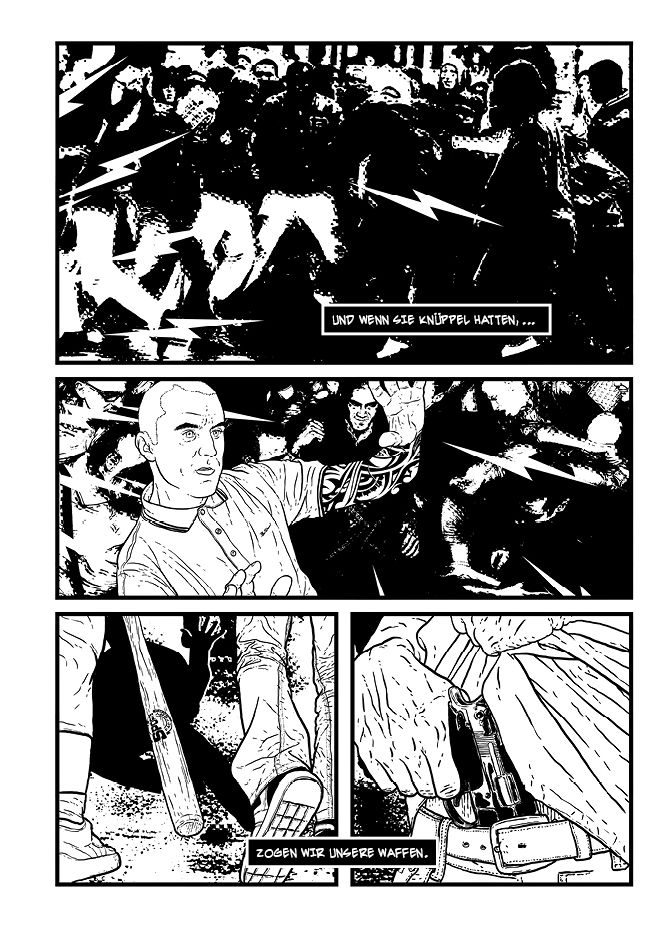 UND WENN SIE KNÜPPEL HATTEN, ...
ZOGEN WIR UNSERE WAFFEN.